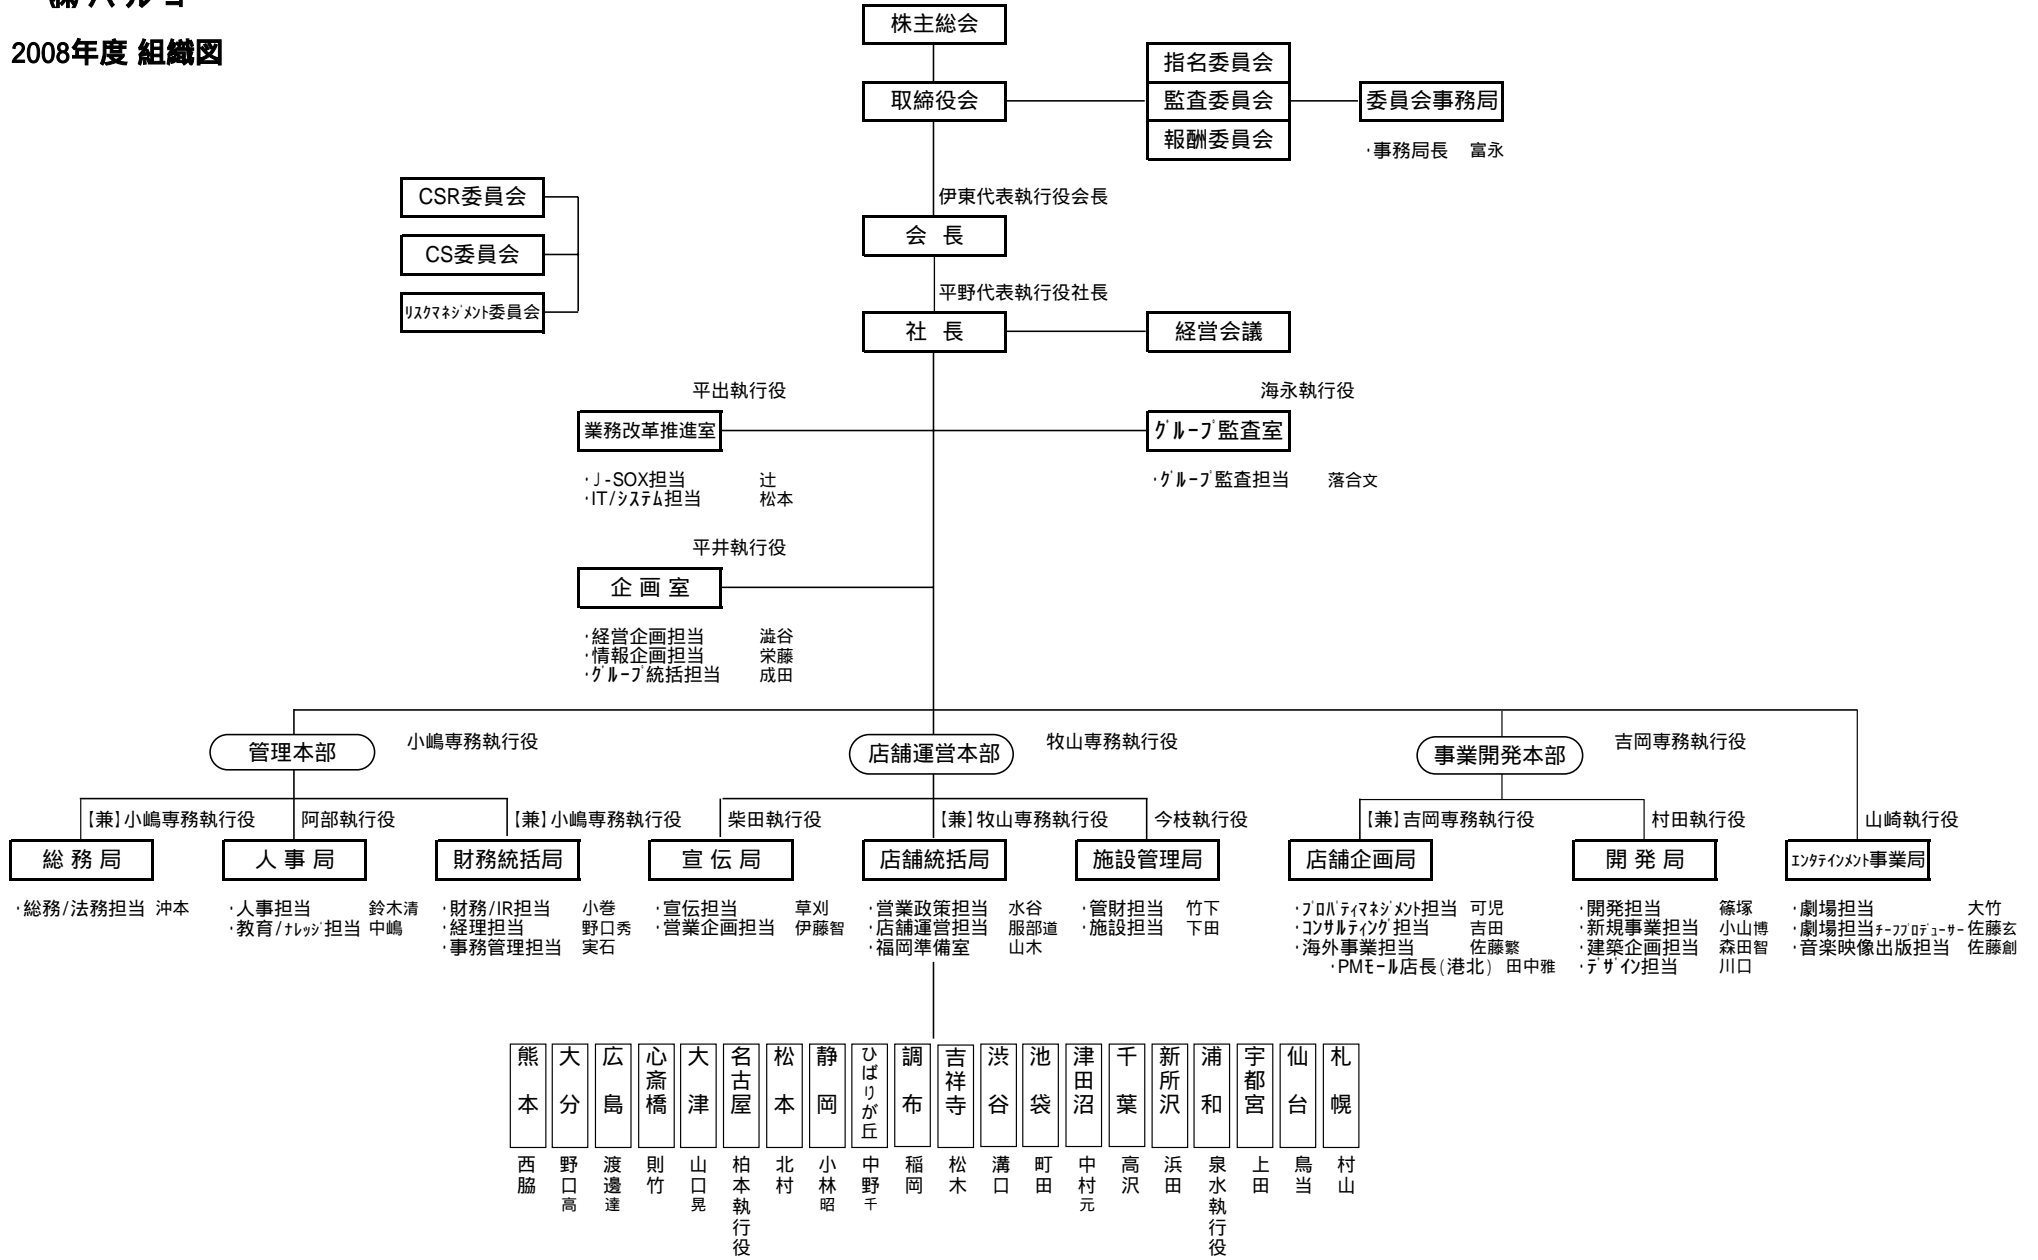 ㈱パルコ
2008年度 組織図
株主総会
取締役会
指名委員会
監査委員会
報酬委員会
委員会事務局
・事務局長 富永
CSR委員会
CS委員会
ﾘｽｸﾏﾈｼﾞﾒﾝﾄ委員会
伊東代表執行役会長
会 長
平野代表執行役社長
社 長
経営会議
平出執行役
業務改革推進室
・J-SOX担当 辻
・IT/ｼｽﾃﾑ担当 松本
海永執行役
ｸﾞﾙｰﾌﾟ監査室
・ｸﾞﾙｰﾌﾟ監査担当 落合文
平井執行役
企 画 室
・経営企画担当 澁谷
・情報企画担当 栄藤
・ｸﾞﾙｰﾌﾟ統括担当 成田
管理本部 小嶋専務執行役
店舗運営本部 牧山専務執行役
事業開発本部 吉岡専務執行役
【兼】小嶋専務執行役
総 務 局
・総務/法務担当 沖本
阿部執行役
人 事 局
・人事担当 鈴木清
・教育/ﾅﾚｯｼﾞ担当 中嶋
【兼】小嶋専務執行役
財務統括局
・財務/IR担当 小巻
・経理担当 野口秀
・事務管理担当 実石
柴田執行役
宣 伝 局
・宣伝担当 草刈
・営業企画担当 伊藤智
【兼】牧山専務執行役
店舗統括局
・営業政策担当 水谷
・店舗運営担当 服部道
・福岡準備室 山木
今枝執行役
施設管理局
・管財担当 竹下
・施設担当 下田
【兼】吉岡専務執行役
店舗企画局
・ﾌﾟﾛﾊﾟﾃｨﾏﾈｼﾞﾒﾝﾄ担当 可児
・ｺﾝｻﾙﾃｨﾝｸﾞ担当 吉田
・海外事業担当 佐藤繁
・PMﾓｰﾙ店長(港北) 田中雅
村田執行役
開 発 局
・開発担当 篠塚
・新規事業担当 小山博
・建築企画担当 森田智
・ﾃﾞｻﾞｲﾝ担当 川口
山崎執行役
ｴﾝﾀﾃｲﾝﾒﾝﾄ事業局
・劇場担当 大竹
・劇場担当ﾁｰﾌﾌﾟﾛﾃﾞｭｰｻｰ 佐藤玄
・音楽映像出版担当 佐藤創
熊本
西脇
大分
野口高
広島
渡邊達
心斎橋
則竹
大津
山口晃
名古屋
柏本執行役
松本
北村
静岡
小林昭
ひばりが丘
中野千
調布
稲岡
吉祥寺
松木
渋谷
溝口
池袋
町田
津田沼
中村元
千葉
高沢
新所沢
浜田
浦和
泉水執行役
宇都宮
上田
仙台
鳥当
札幌
村山